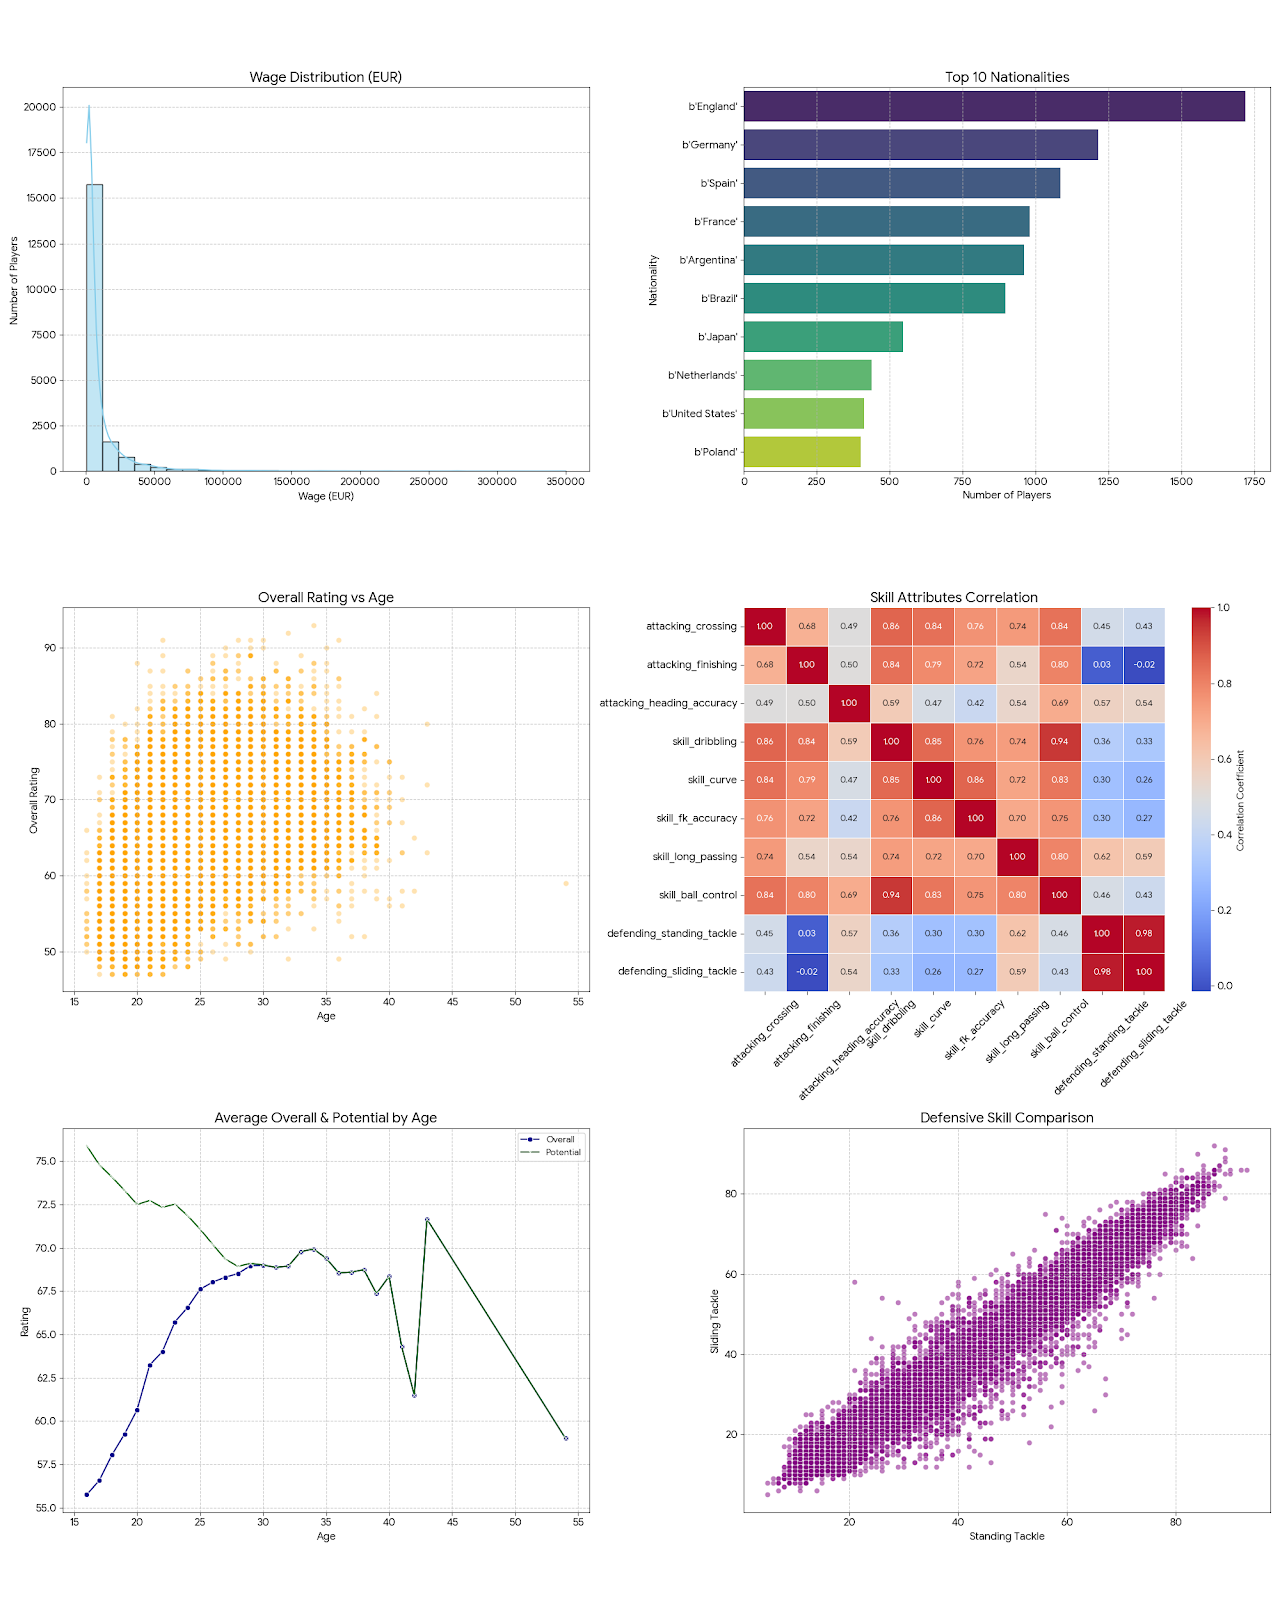 Wage Distribution (EUR)
Number of Players
20000
17500
15000
12500
10000
7500
5000
2500
0
0 50000 100000 150000 200000 250000 300000 350000
Wage (EUR)
Top 10 Nationalities
Nationality
b'England'
b'Germany'
b'Spain'
b'France'
b'Argentina'
b'Brazil'
b'Japan'
b'Netherlands'
b'United States'
b'Poland'
0 250 500 750 1000 1250 1500 1750
Number of Players
Overall Rating vs Age
Overall Rating
90
80
70
60
50
15 20 25 30 35 40 45 50 55
Age
Skill Attributes Correlation
attacking_crossing 1.00 0.68 0.49 0.86 0.84 0.76 0.74 0.84 0.45 0.43
attacking_finishing 0.68 1.00 0.50 0.84 0.79 0.72 0.54 0.80 0.03 -0.02
attacking_heading_accuracy 0.49 0.50 1.00 0.59 0.47 0.42 0.54 0.69 0.57 0.54
skill_dribbling 0.86 0.84 0.59 1.00 0.85 0.76 0.74 0.94 0.36 0.33
skill_curve 0.84 0.79 0.47 0.85 1.00 0.86 0.72 0.83 0.30 0.26
skill_fk_accuracy 0.76 0.72 0.42 0.76 0.86 1.00 0.70 0.75 0.30 0.27
skill_long_passing 0.74 0.54 0.54 0.74 0.72 0.70 1.00 0.80 0.62 0.59
skill_ball_control 0.84 0.80 0.69 0.94 0.83 0.75 0.80 1.00 0.46 0.43
defending_standing_tackle 0.45 0.03 0.57 0.36 0.30 0.30 0.62 0.46 1.00 0.98
defending_sliding_tackle 0.43 -0.02 0.54 0.33 0.26 0.27 0.59 0.43 0.98 1.00
attacking_crossing
attacking_finishing
attacking_heading_accuracy
skill_dribbling
skill_curve
skill_fk_accuracy
skill_long_passing
skill_ball_control
defending_standing_tackle
defending_sliding_tackle
1.0
0.8
0.6
0.4
0.2
0.0
Correlation Coefficient
Average Overall & Potential by Age
Overall
Potential
Rating
75.0
72.5
70.0
67.5
65.0
62.5
60.0
57.5
55.0
15 20 25 30 35 40 45 50 55
Age
Defensive Skill Comparison
Sliding Tackle
80
60
40
20
20 40 60 80
Standing Tackle